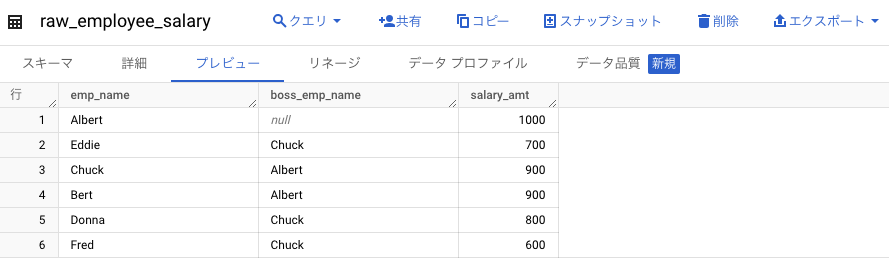 raw_employee_salary クエリ 共有 コピー スナップショット 削除 エクスポート
スキーマ 詳細 プレビュー リネージ データ プロファイル データ品質 新規
行 emp_name boss_emp_name salary_amt
1 Albert null 1000
2 Eddie Chuck 700
3 Chuck Albert 900
4 Bert Albert 900
5 Donna Chuck 800
6 Fred Chuck 600